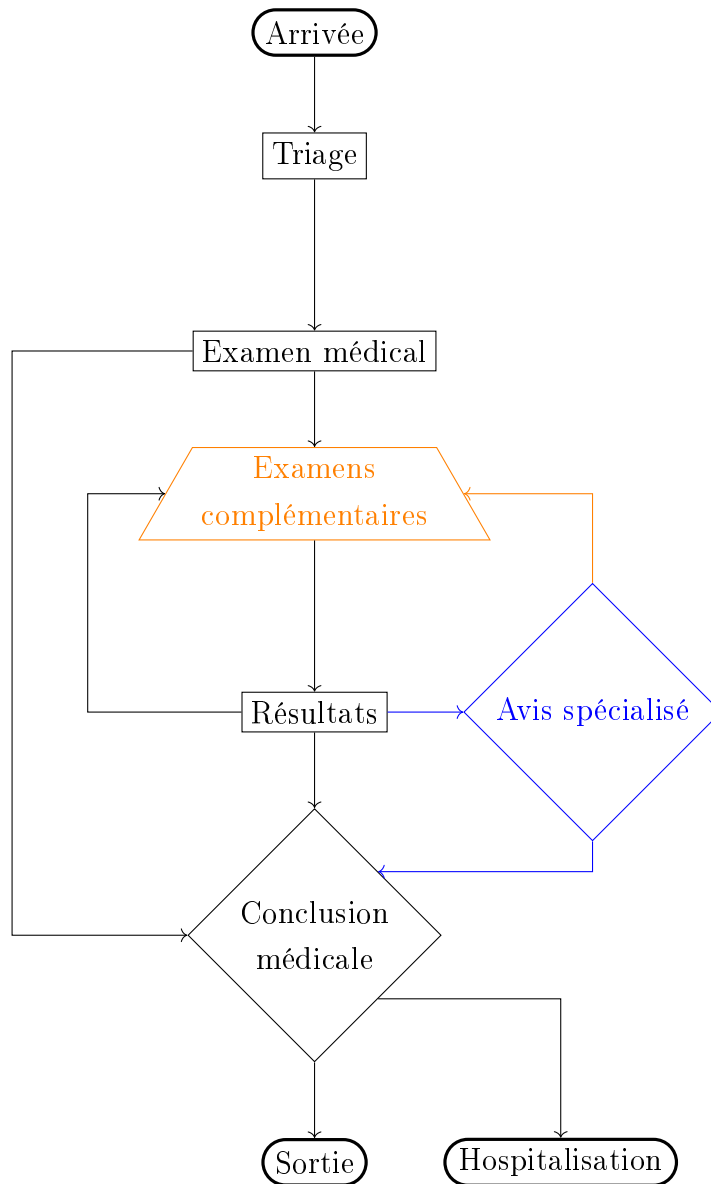 Arrivée
Triage
Examen médical
Examens
complémentaires
Résultats
Avis spécialisé
Conclusion
médicale
Sortie
Hospitalisation